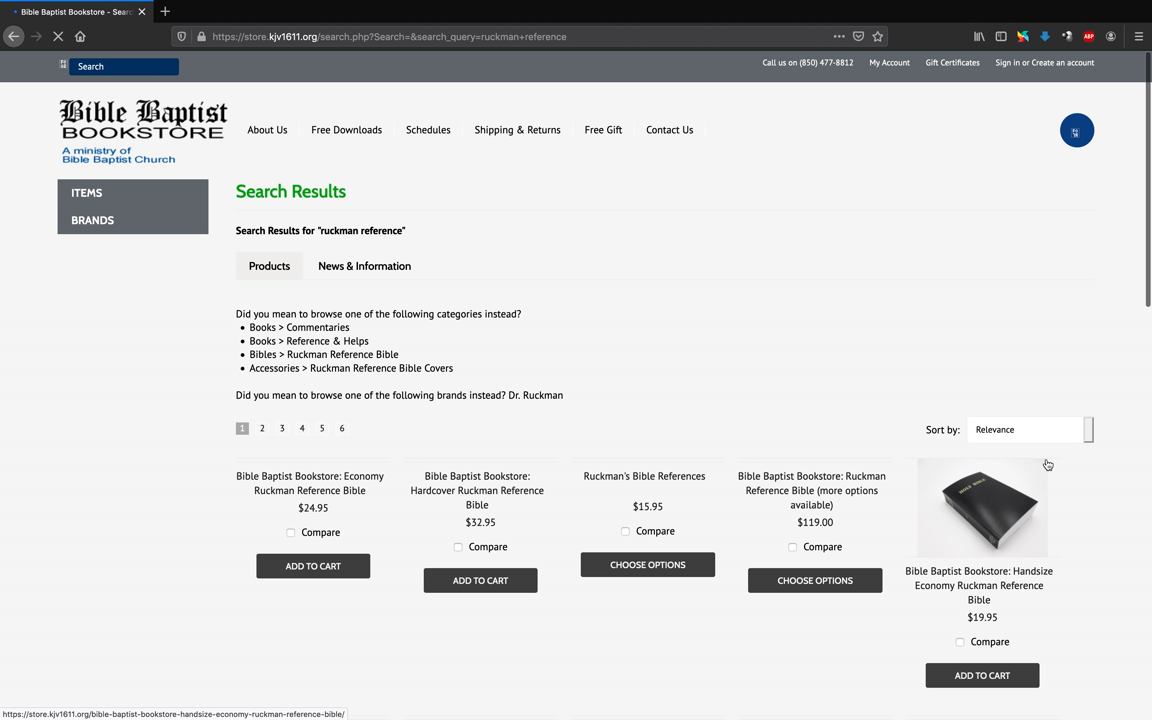 Bible Baptist Bookstore - Searc
https://store.kjv1611.org/search.php?Search=&search_query=ruckman+reference
ABP
Search
Call us on (850) 477-8812
My Account
Gift Certificates
Sign in or Create an account
Bible Baptist
BOOKSTORE
A ministry of
Bible Baptist Church
About Us
Free Downloads
Schedules
Shipping & Returns
Free Gift
Contact Us
ITEMS
BRANDS
Search Results
Search Results for "ruckman reference"
Products
News & Information
Did you mean to browse one of the following categories instead?
Books > Commentaries
Books > Reference & Helps
Bibles > Ruckman Reference Bible
Accessories > Ruckman Reference Bible Covers
Did you mean to browse one of the following brands instead? Dr. Ruckman
1 2 3 4 5 6
Sort by: Relevance
Bible Baptist Bookstore: Economy
Ruckman Reference Bible
$24.95
Compare
ADD TO CART
Bible Baptist Bookstore:
Hardcover Ruckman Reference
Bible
$32.95
Compare
ADD TO CART
Ruckman's Bible References
$15.95
Compare
CHOOSE OPTIONS
Bible Baptist Bookstore: Ruckman
Reference Bible (more options
available)
$119.00
Compare
CHOOSE OPTIONS
HOLY BIBLE
Bible Baptist Bookstore: Handsize
Economy Ruckman Reference
Bible
$19.95
Compare
ADD TO CART
https://store.kjv1611.org/bible-baptist-bookstore-handsize-economy-ruckman-reference-bible/